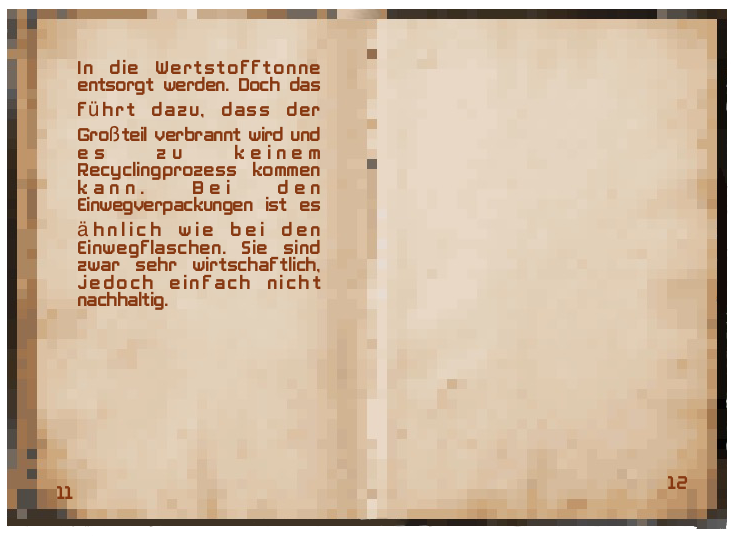 In die Wertstofftonne
entsorgt werden. Doch das
führt dazu, dass der
Großteil verbrannt wird und
es zu keinem
Recyclingprozess kommen
kann. Bei den
Einwegverpackungen ist es
ähnlich wie bei den
Einwegflaschen. Sie sind
zwar sehr wirtschaftlich,
jedoch einfach nicht
nachhaltig.
11
12